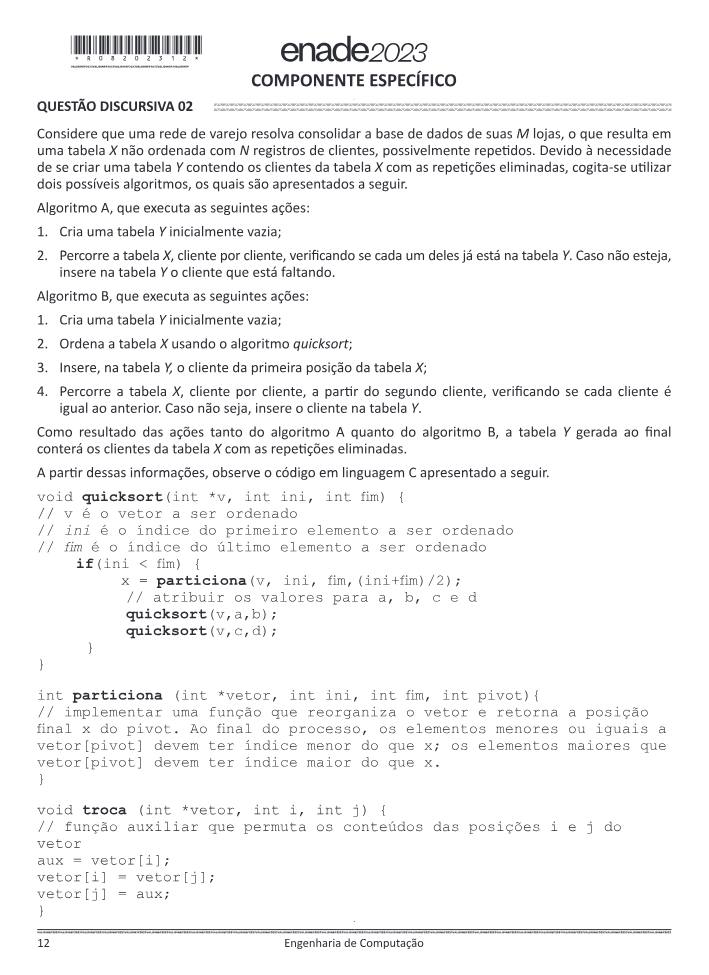 * R 0 8 2 0 2 3 1 2 *
enade2023
COMPONENTE ESPECÍFICO
QUESTÃO DISCURSIVA 02
Considere que uma rede de varejo resolva consolidar a base de dados de suas M lojas, o que resulta em
uma tabela X não ordenada com N registros de clientes, possivelmente repetidos. Devido à necessidade
de se criar uma tabela Y contendo os clientes da tabela X com as repetições eliminadas, cogita-se utilizar
dois possíveis algoritmos, os quais são apresentados a seguir.
Algoritmo A, que executa as seguintes ações:
1. Cria uma tabela Y inicialmente vazia;
2. Percorre a tabela X, cliente por cliente, verificando se cada um deles já está na tabela Y. Caso não esteja,
insere na tabela Y o cliente que está faltando.
Algoritmo B, que executa as seguintes ações:
1. Cria uma tabela Y inicialmente vazia;
2. Ordena a tabela X usando o algoritmo quicksort;
3. Insere, na tabela Y, o cliente da primeira posição da tabela X;
4. Percorre a tabela X, cliente por cliente, a partir do segundo cliente, verificando se cada cliente é
igual ao anterior. Caso não seja, insere o cliente na tabela Y.
Como resultado das ações tanto do algoritmo A quanto do algoritmo B, a tabela Y gerada ao final
conterá os clientes da tabela X com as repetições eliminadas.
A partir dessas informações, observe o código em linguagem C apresentado a seguir.
void quicksort(int *v, int ini, int fim) {
// v é o vetor a ser ordenado
// ini é o índice do primeiro elemento a ser ordenado
// fim é o índice do último elemento a ser ordenado
if(ini < fim) {
x = particiona(v, ini, fim,(ini+fim)/2);
// atribuir os valores para a, b, c e d
quicksort(v,a,b);
quicksort(v,c,d);
}
}
int particiona (int *vetor, int ini, int fim, int pivot){
// implementar uma função que reorganiza o vetor e retorna a posição
final x do pivot. Ao final do processo, os elementos menores ou iguais a
vetor[pivot] devem ter índice menor do que x; os elementos maiores que
vetor[pivot] devem ter índice maior do que x.
}
void troca (int *vetor, int i, int j) {
// função auxiliar que permuta os conteúdos das posições i e j do
vetor
aux = vetor[i];
vetor[i] = vetor[j];
vetor[j] = aux;
}
12
Engenharia de Computação